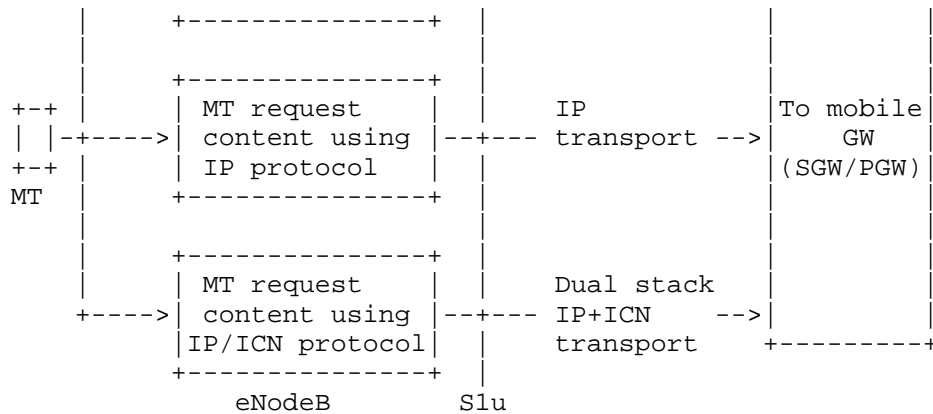 MT request IP To mobile
content using transport --> GW
IP protocol (SGW/PGW)
MT
MT request Dual stack
content using IP+ICN -->
IP/ICN protocol transport
eNodeB S1u